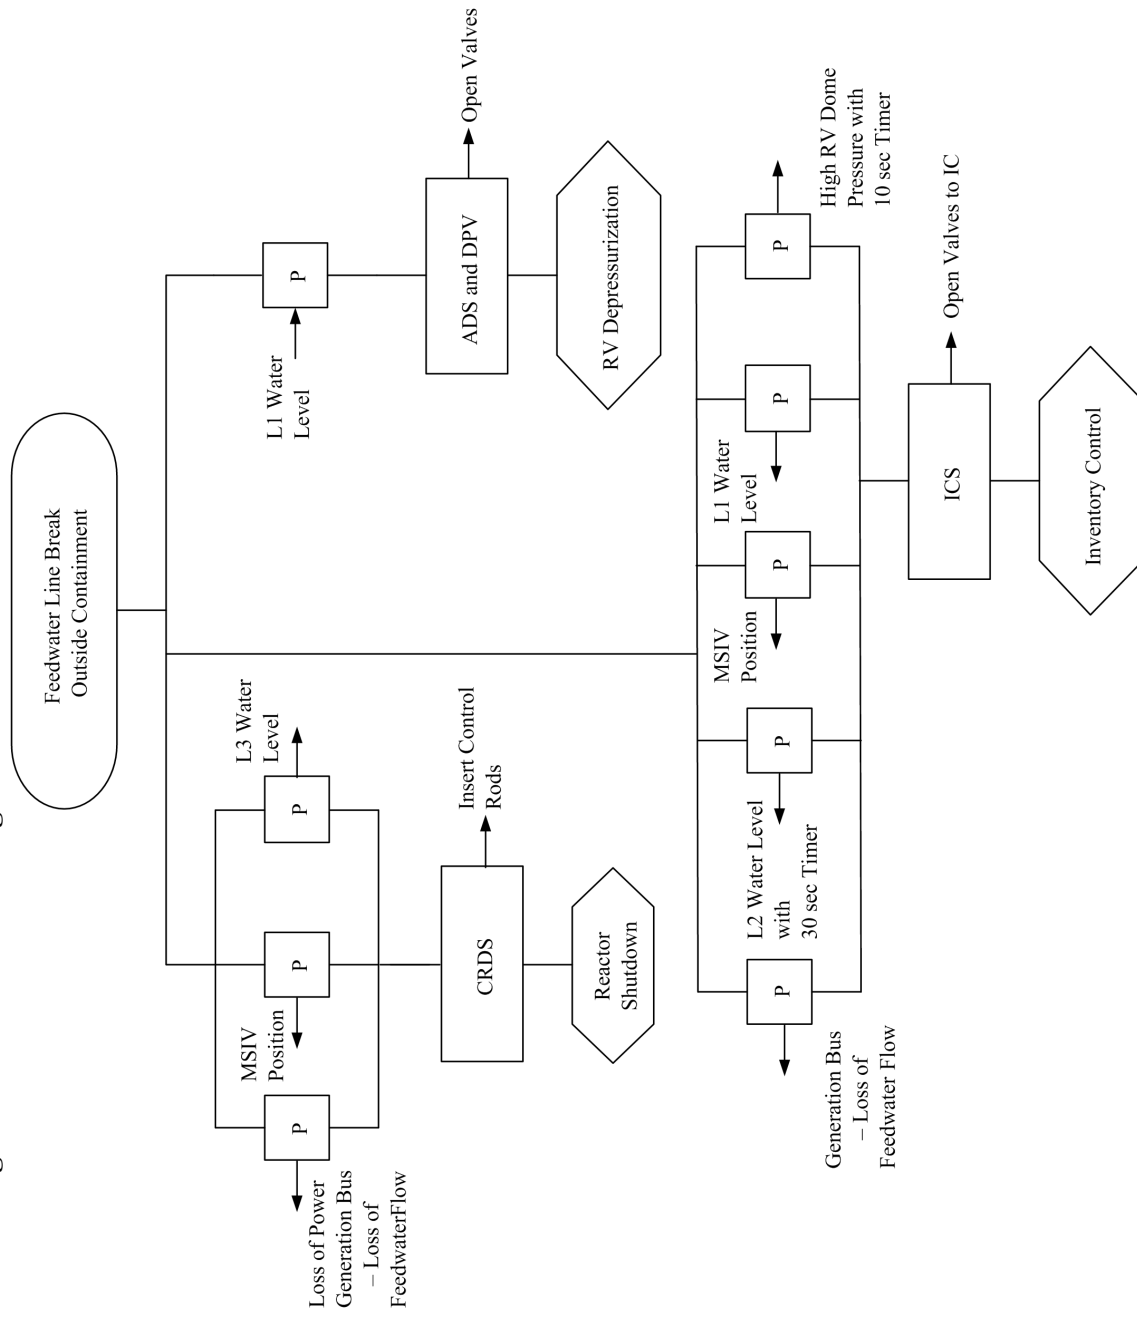 Feedwater Line Break
Outside Containment
L3 Water
Level
P
MSIV
Position
P
P
Loss of Power
Generation Bus
– Loss of
FeedwaterFlow
CRDS
Insert Control
Rods
Reactor
Shutdown
L1 Water
Level
P
ADS and DPV
Open Valves
RV Depressurization
P
Generation Bus
– Loss of
Feedwater Flow
P
L2 Water Level
with
30 sec Timer
P
MSIV
Position
P
L1 Water
Level
P
High RV Dome
Pressure with
10 sec Timer
ICS
Open Valves to IC
Inventory Control